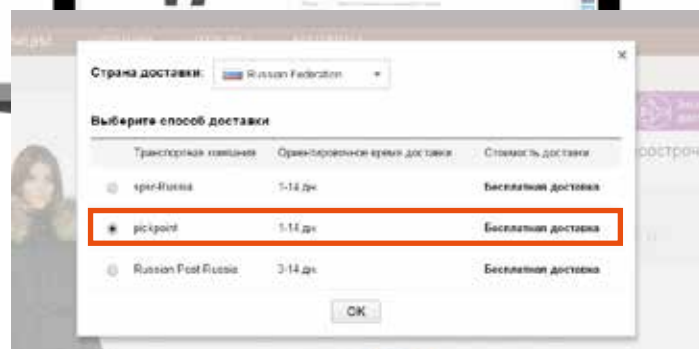 Страна доставки: Russian Federation
Выберите способ доставки
Транспортная компания Ориентировочное время доставки Стоимость доставки
spsr-Russia 1-14 дн. Бесплатная доставка
pickpoint 1-14 дн. Бесплатная доставка
Russian Post Russia 3-14 дн. Бесплатная доставка
OK